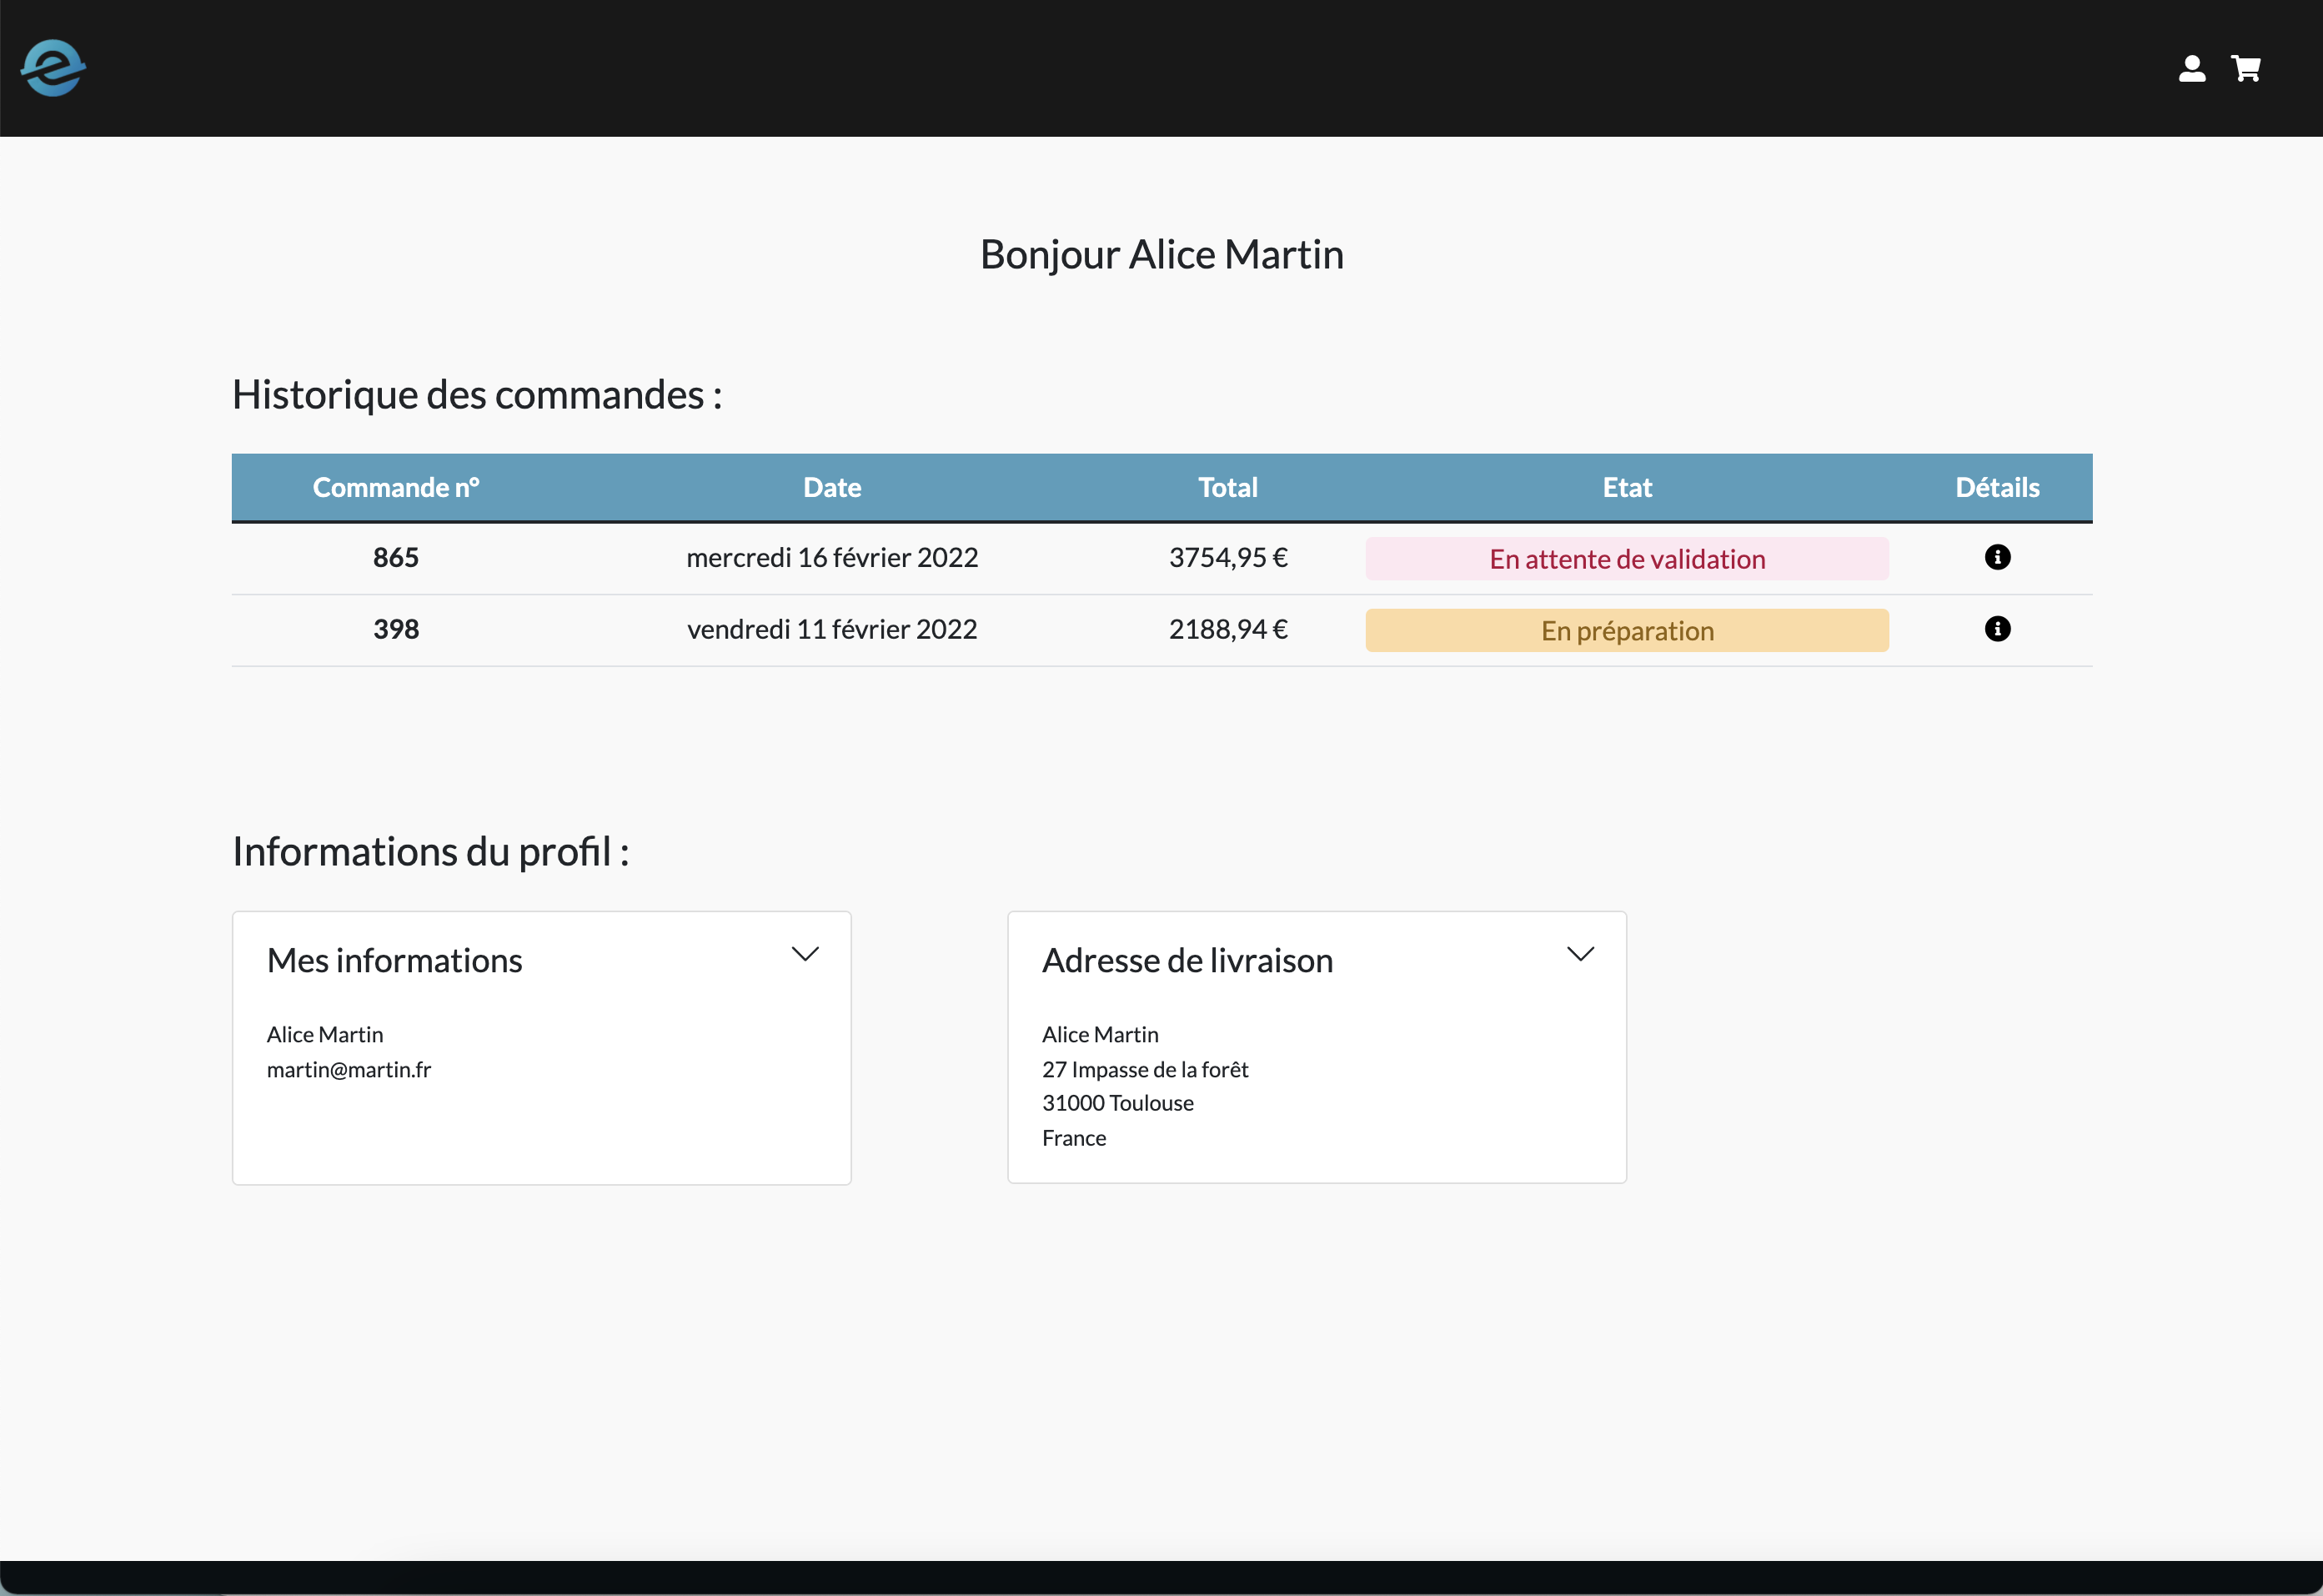 Bonjour Alice Martin
Historique des commandes :
Commande n° Date Total Etat Détails
865 mercredi 16 février 2022 3754,95 € En attente de validation
398 vendredi 11 février 2022 2188,94 € En préparation
Informations du profil :
Mes informations
Alice Martin
martin@martin.fr
Adresse de livraison
Alice Martin
27 Impasse de la forêt
31000 Toulouse
France